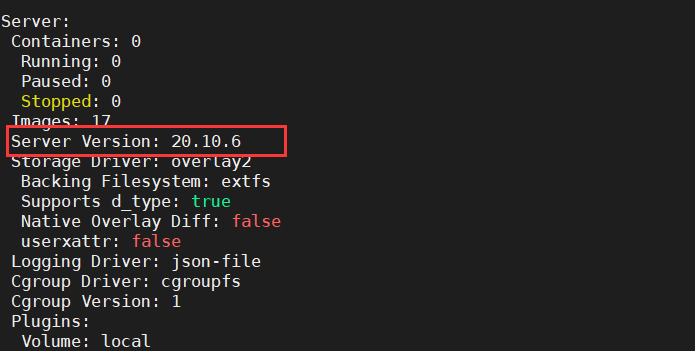 Server:
Containers: 0
Running: 0
Paused: 0
Stopped: 0
Images: 17
Server Version: 20.10.6
Storage Driver: overlay2
Backing Filesystem: extfs
Supports d_type: true
Native Overlay Diff: false
userxattr: false
Logging Driver: json-file
Cgroup Driver: cgroupfs
Cgroup Version: 1
Plugins:
Volume: local